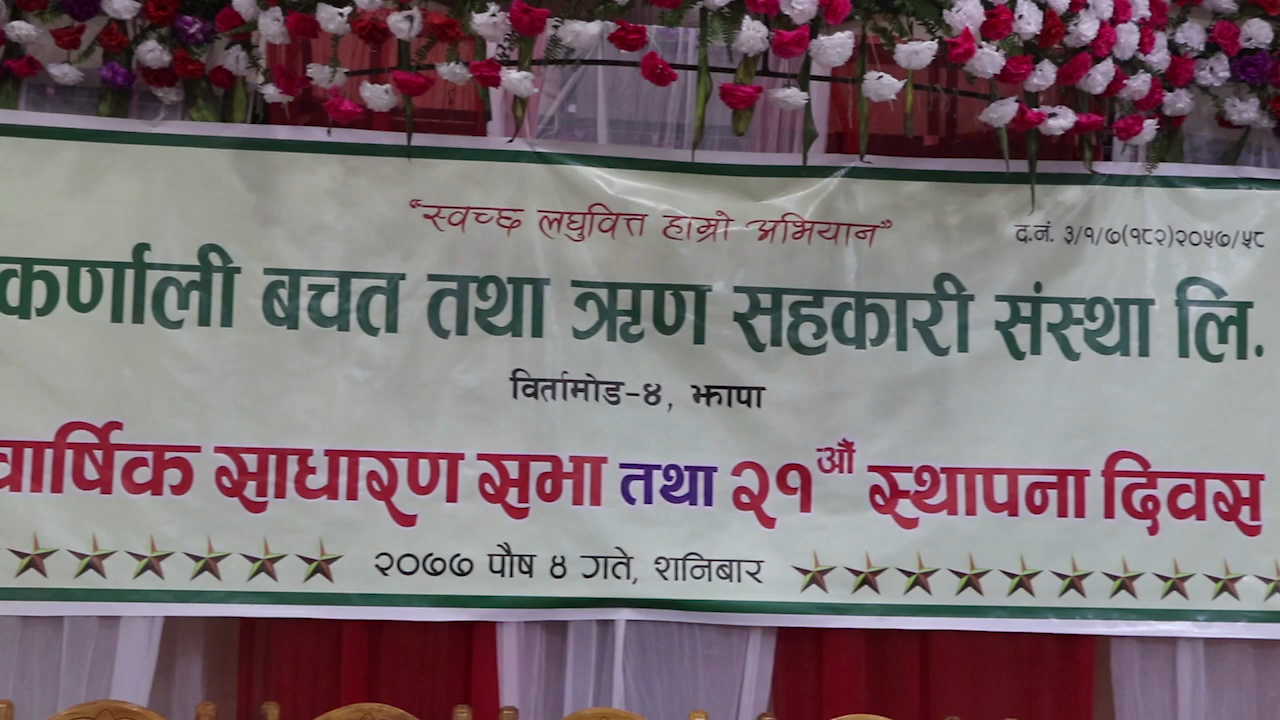 “स्वच्छ लघुवित्त हाम्रो अभियान”
द.नं. ३/१/७(१८२)२०५७/५८
कर्णाली बचत तथा ऋण सहकारी संस्था लि.
विर्तामोड-४, झापा
वार्षिक साधारण सभा तथा २१औं स्थापना दिवस
२०७७ पौष ४ गते, शनिबार